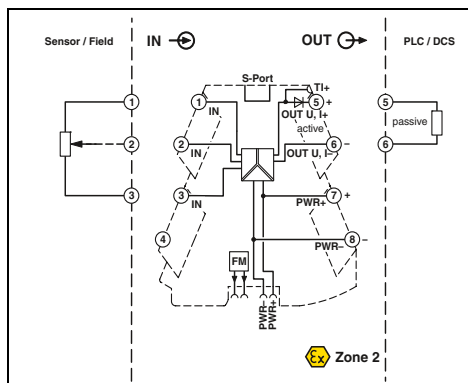 Sensor / Field
IN
OUT
PLC / DCS
S-Port
TI+
1
1
5
+
5
IN
OUT U, I+
active
passive
2
2
6
–
6
IN
OUT U, I–
3
3
7
+
IN
PWR+
4
8
–
PWR–
FM
PWR–
PWR+
Ex
Zone 2